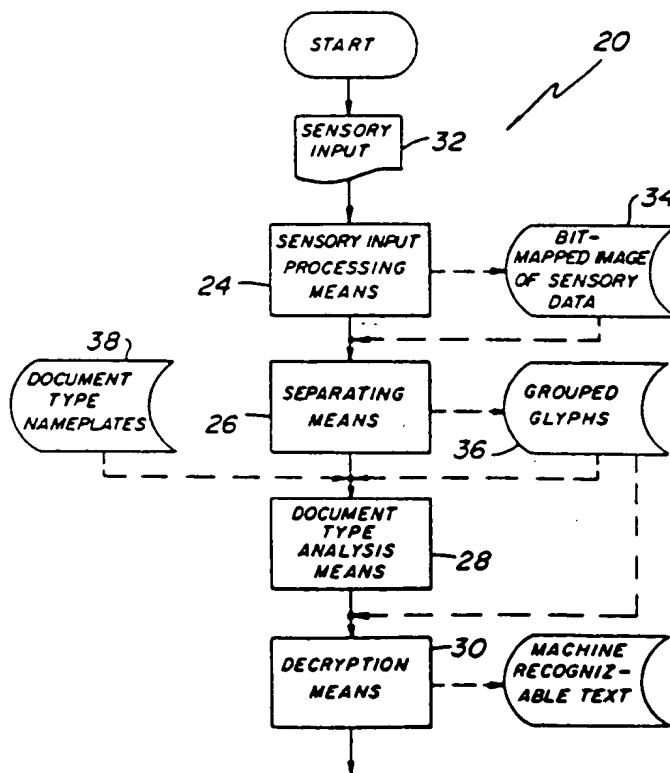 START
20
SENSORY
INPUT
32
34
SENSORY INPUT
PROCESSING
MEANS
24
BIT-
MAPPED IMAGE
OF SENSORY
DATA
38
DOCUMENT
TYPE
NAMEPLATES
SEPARATING
MEANS
26
GROUPED
GLYPHS
36
DOCUMENT
TYPE
ANALYSIS
MEANS
28
DECRYPTION
MEANS
30
MACHINE
RECOGNIZ-
ABLE TEXT